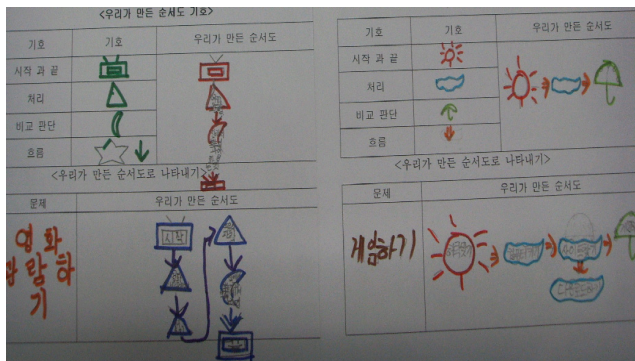 <우리가 만든 순서도 기호>
기호 기호 우리가 만든 순서도
시작 과 끝
처리
비교 판단
흐름
<우리가 만든 순서도로 나타내기>
문제 우리가 만든 순서도
영화
관람하
기
시작
기호 기호 우리가 만든 순서도
시작 과 끝
처리
비교 판단
흐름
<우리가 만든 순서도로 나타내기>
문제 우리가 만든 순서도
게임하기